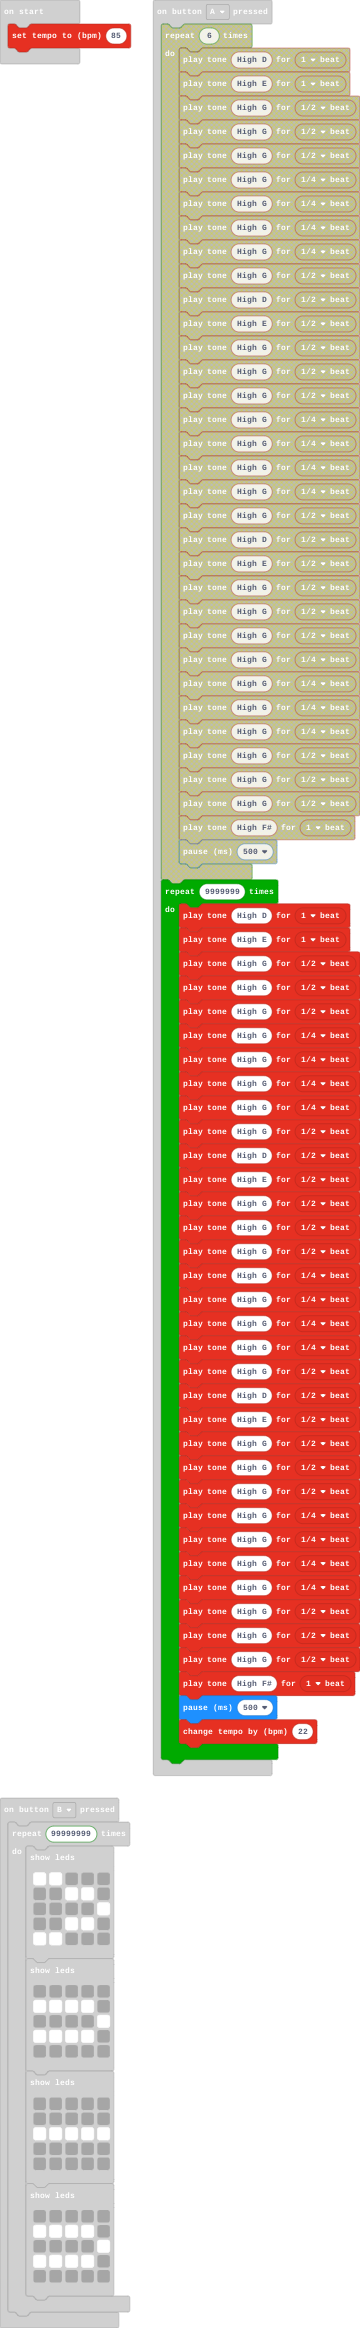 on start
set tempo to (bpm) 85
on button A pressed
repeat 6 times
do
play tone High D for 1 beat
play tone High E for 1 beat
play tone High G for 1/2 beat
play tone High G for 1/2 beat
play tone High G for 1/2 beat
play tone High G for 1/4 beat
play tone High G for 1/4 beat
play tone High G for 1/4 beat
play tone High G for 1/4 beat
play tone High G for 1/2 beat
play tone High D for 1/2 beat
play tone High E for 1/2 beat
play tone High G for 1/2 beat
play tone High G for 1/2 beat
play tone High G for 1/2 beat
play tone High G for 1/4 beat
play tone High G for 1/4 beat
play tone High G for 1/4 beat
play tone High G for 1/4 beat
play tone High G for 1/2 beat
play tone High D for 1/2 beat
play tone High E for 1/2 beat
play tone High G for 1/2 beat
play tone High G for 1/2 beat
play tone High G for 1/2 beat
play tone High G for 1/4 beat
play tone High G for 1/4 beat
play tone High G for 1/4 beat
play tone High G for 1/4 beat
play tone High G for 1/2 beat
play tone High G for 1/2 beat
play tone High G for 1/2 beat
play tone High F# for 1 beat
pause (ms) 500
repeat 9999999 times
do
play tone High D for 1 beat
play tone High E for 1 beat
play tone High G for 1/2 beat
play tone High G for 1/2 beat
play tone High G for 1/2 beat
play tone High G for 1/4 beat
play tone High G for 1/4 beat
play tone High G for 1/4 beat
play tone High G for 1/4 beat
play tone High G for 1/2 beat
play tone High D for 1/2 beat
play tone High E for 1/2 beat
play tone High G for 1/2 beat
play tone High G for 1/2 beat
play tone High G for 1/2 beat
play tone High G for 1/4 beat
play tone High G for 1/4 beat
play tone High G for 1/4 beat
play tone High G for 1/4 beat
play tone High G for 1/2 beat
play tone High D for 1/2 beat
play tone High E for 1/2 beat
play tone High G for 1/2 beat
play tone High G for 1/2 beat
play tone High G for 1/2 beat
play tone High G for 1/4 beat
play tone High G for 1/4 beat
play tone High G for 1/4 beat
play tone High G for 1/4 beat
play tone High G for 1/2 beat
play tone High G for 1/2 beat
play tone High G for 1/2 beat
play tone High F# for 1 beat
pause (ms) 500
change tempo by (bpm) 22
on button B pressed
repeat 99999999 times
do
show leds
show leds
show leds
show leds